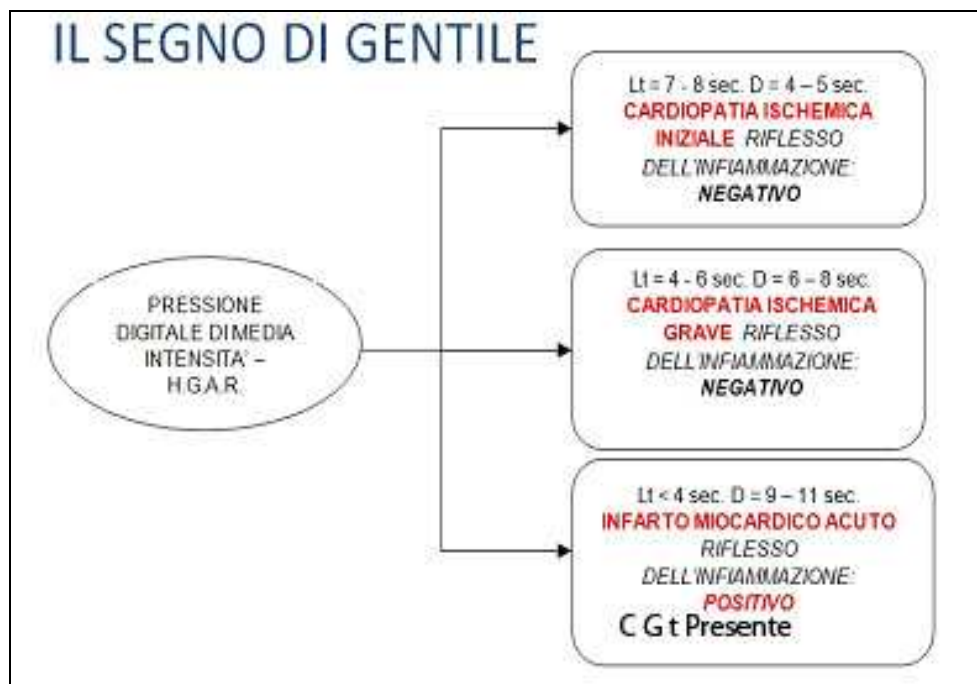 IL SEGNO DI GENTILE
PRESSIONE
DIGITALE DI MEDIA
INTENSITA' –
H.G.A.R.
Lt = 7 - 8 sec. D = 4 – 5 sec.
CARDIOPATIA ISCHEMICA
INIZIALE RIFLESSO
DELL'INFIAMMAZIONE:
NEGATIVO
Lt = 4 - 6 sec. D = 6 – 8 sec.
CARDIOPATIA ISCHEMICA
GRAVE RIFLESSO
DELL'INFIAMMAZIONE:
NEGATIVO
Lt < 4 sec. D = 9 – 11 sec.
INFARTO MIOCARDICO ACUTO
RIFLESSO
DELL'INFIAMMAZIONE:
POSITIVO
C G t Presente